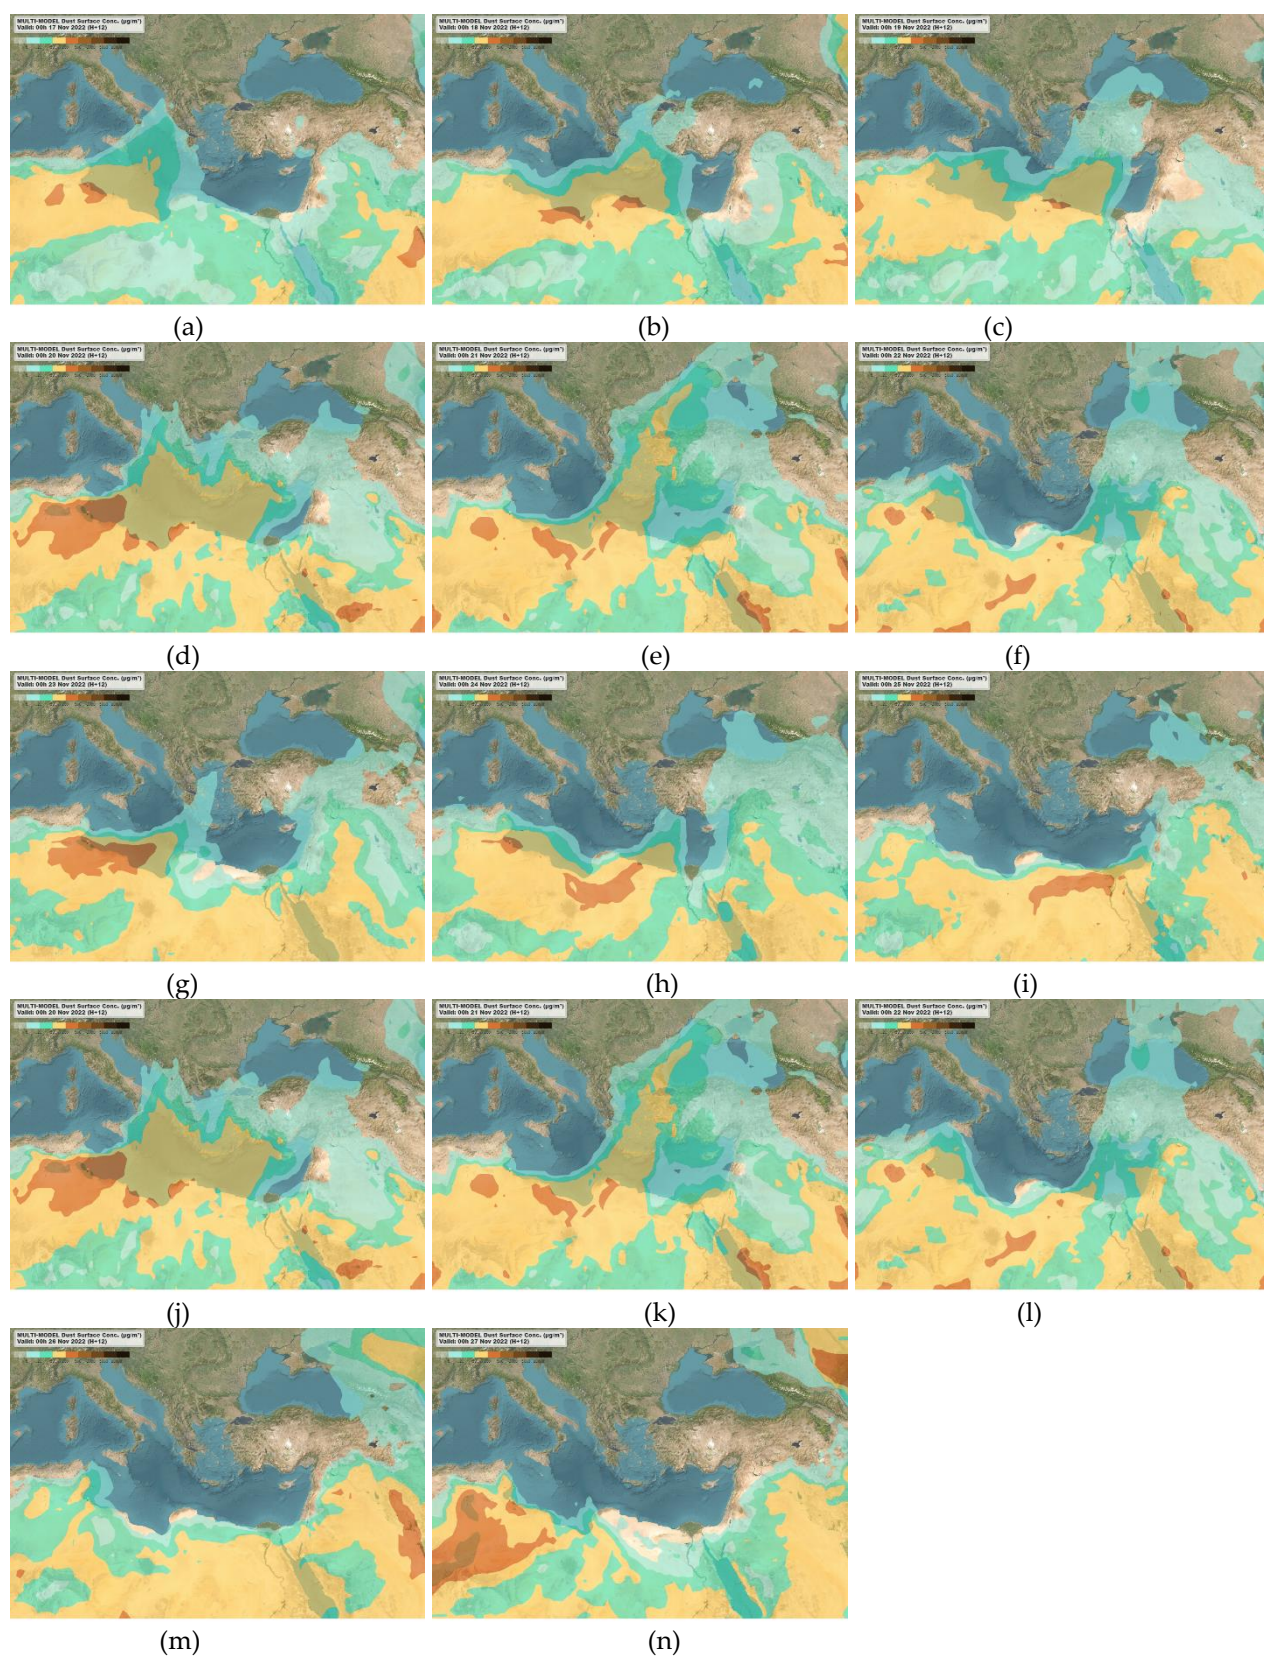 MULTI-MODEL Dust Surface Conc. (µg/m³)
Valid: 00h 17 Nov 2022 (H+12)
MULTI-MODEL Dust Surface Conc. (µg/m³)
Valid: 00h 18 Nov 2022 (H+12)
MULTI-MODEL Dust Surface Conc. (µg/m³)
Valid: 00h 19 Nov 2022 (H+12)
(a)
(b)
(c)
MULTI-MODEL Dust Surface Conc. (µg/m³)
Valid: 00h 20 Nov 2022 (H+12)
MULTI-MODEL Dust Surface Conc. (µg/m³)
Valid: 00h 21 Nov 2022 (H+12)
MULTI-MODEL Dust Surface Conc. (µg/m³)
Valid: 00h 22 Nov 2022 (H+12)
(d)
(e)
(f)
MULTI-MODEL Dust Surface Conc. (µg/m³)
Valid: 00h 23 Nov 2022 (H+12)
MULTI-MODEL Dust Surface Conc. (µg/m³)
Valid: 00h 24 Nov 2022 (H+12)
MULTI-MODEL Dust Surface Conc. (µg/m³)
Valid: 00h 25 Nov 2022 (H+12)
(g)
(h)
(i)
MULTI-MODEL Dust Surface Conc. (µg/m³)
Valid: 00h 20 Nov 2022 (H+12)
MULTI-MODEL Dust Surface Conc. (µg/m³)
Valid: 00h 21 Nov 2022 (H+12)
MULTI-MODEL Dust Surface Conc. (µg/m³)
Valid: 00h 22 Nov 2022 (H+12)
(j)
(k)
(l)
MULTI-MODEL Dust Surface Conc. (µg/m³)
Valid: 00h 26 Nov 2022 (H+12)
MULTI-MODEL Dust Surface Conc. (µg/m³)
Valid: 00h 27 Nov 2022 (H+12)
(m)
(n)